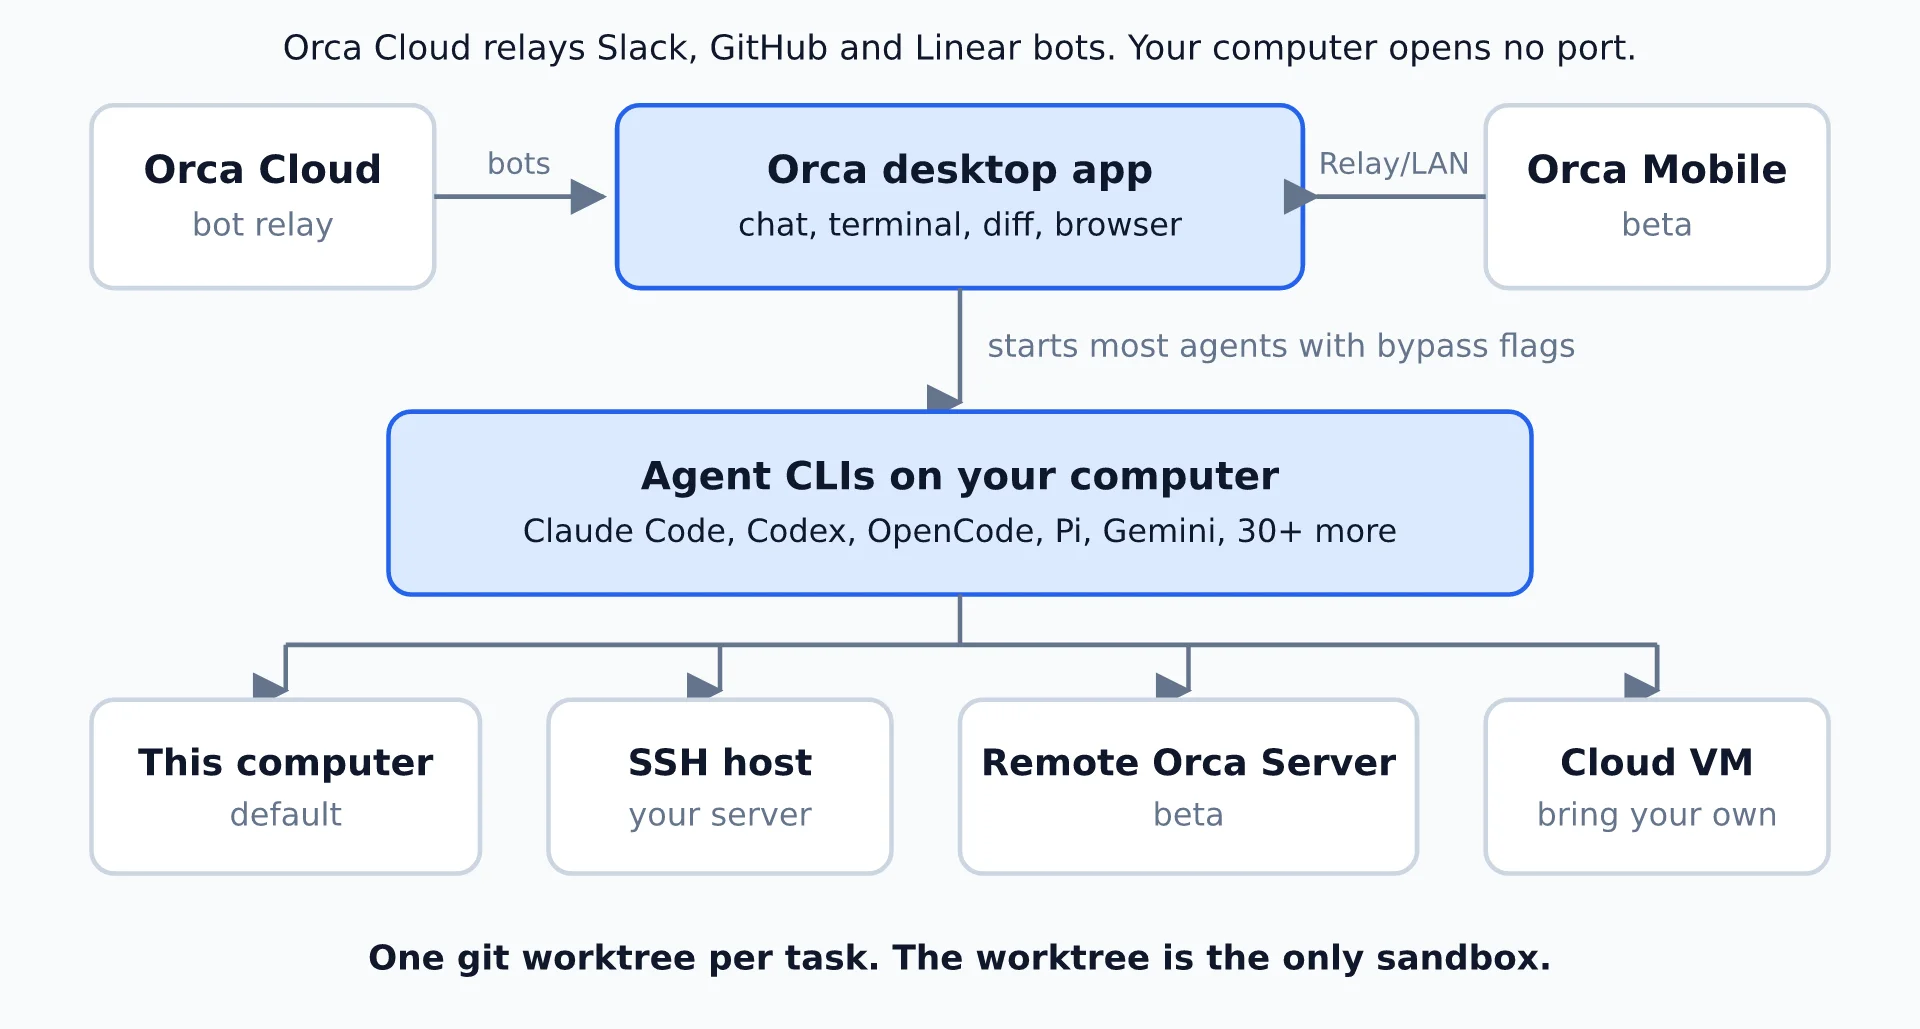 Orca Cloud relays Slack, GitHub and Linear bots. Your computer opens no port.
Orca Cloud
bot relay
bots
Orca desktop app
chat, terminal, diff, browser
Relay/LAN
Orca Mobile
beta
starts most agents with bypass flags
Agent CLIs on your computer
Claude Code, Codex, OpenCode, Pi, Gemini, 30+ more
This computer
default
SSH host
your server
Remote Orca Server
beta
Cloud VM
bring your own
One git worktree per task. The worktree is the only sandbox.